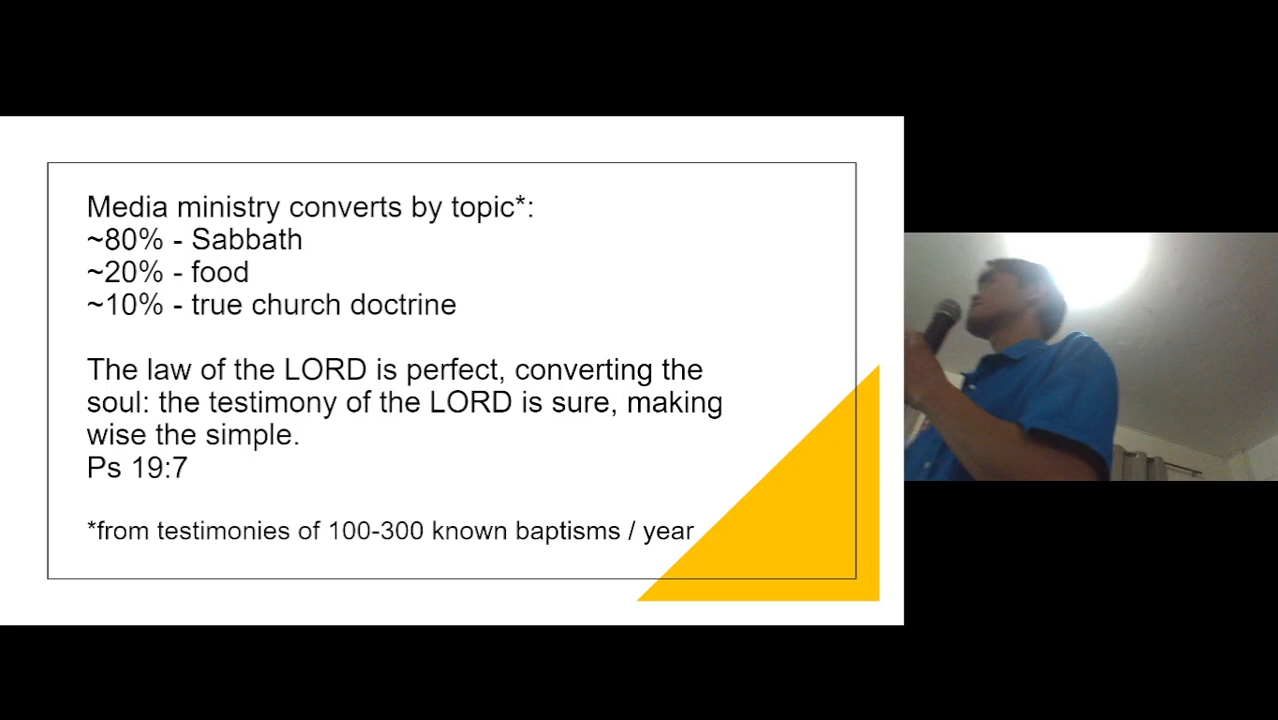 Media ministry converts by topic*:
~80% - Sabbath
~20% - food
~10% - true church doctrine
The law of the LORD is perfect, converting the
soul: the testimony of the LORD is sure, making
wise the simple.
Ps 19:7
*from testimonies of 100-300 known baptisms / year